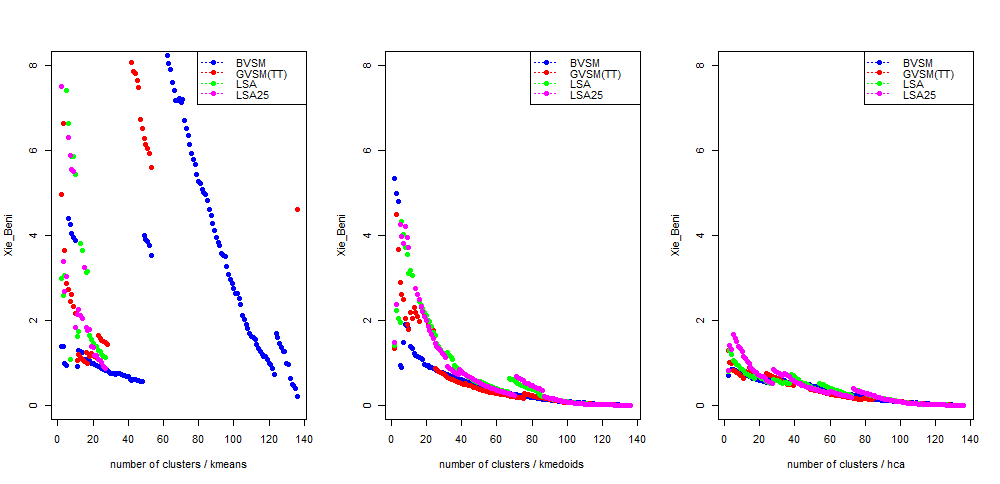 BVSM
GVSM(TT)
LSA
LSA25
Xie_Beni
0 2 4 6 8
0 20 40 60 80 100 120 140
number of clusters / kmeans
BVSM
GVSM(TT)
LSA
LSA25
Xie_Beni
0 2 4 6 8
0 20 40 60 80 100 120 140
number of clusters / kmedoids
BVSM
GVSM(TT)
LSA
LSA25
Xie_Beni
0 2 4 6 8
0 20 40 60 80 100 120 140
number of clusters / hca